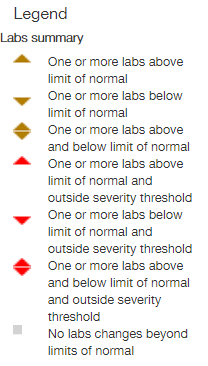 Legend
Labs summary
One or more labs above
limit of normal
One or more labs below
limit of normal
One or more labs above
and below limit of normal
One or more labs above
limit of normal and
outside severity threshold
One or more labs below
limit of normal and
outside severity threshold
One or more labs above
and below limit of normal
and outside severity
threshold
No labs changes beyond
limits of normal